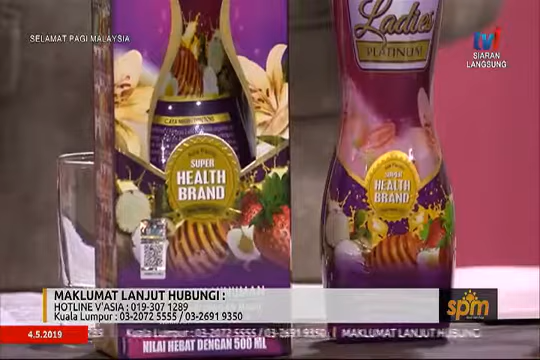 SELAMAT PAGI MALAYSIA
tv1
SIARAN
LANGSUNG
Ladies
PLATINUM
SUPER
HEALTH
BRAND
SUPER
HEALTH
BRAND
MAKLUMAT LANJUT HUBUNGI :
HOTLINE V'ASIA : 019-307 1289
Kuala Lumpur : 03-2072 5555 / 03-2691 9350
spm
4.5.2019
Kuala Lumpur : 03-2072 5555 / 03-2691 9350
MAKLUMAT LANJUT HUBUNGI
NILAI HEBAT DENGAN 500 ML